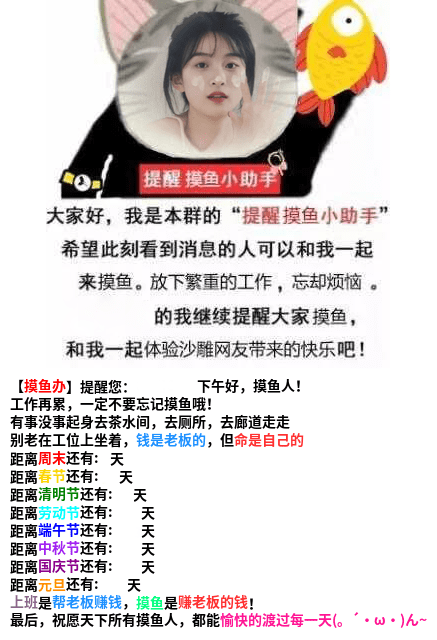 提醒 摸鱼小助手
大家好，我是本群的“提醒摸鱼小助手”
希望此刻看到消息的人可以和我一起
来摸鱼。放下繁重的工作，忘却烦恼 。
的我继续提醒大家摸鱼，
和我一起体验沙雕网友带来的快乐吧！
【摸鱼办】提醒您： 下午好，摸鱼人！
工作再累，一定不要忘记摸鱼哦！
有事没事起身去茶水间，去厕所，去廊道走走
别老在工位上坐着，钱是老板的，但命是自己的
距离周末还有: 天
距离春节还有: 天
距离清明节还有: 天
距离劳动节还有: 天
距离端午节还有: 天
距离中秋节还有: 天
距离国庆节还有: 天
距离元旦还有: 天
上班是帮老板赚钱，摸鱼是赚老板的钱！
最后，祝愿天下所有摸鱼人，都能愉快的渡过每一天(。´・ω・)ん~